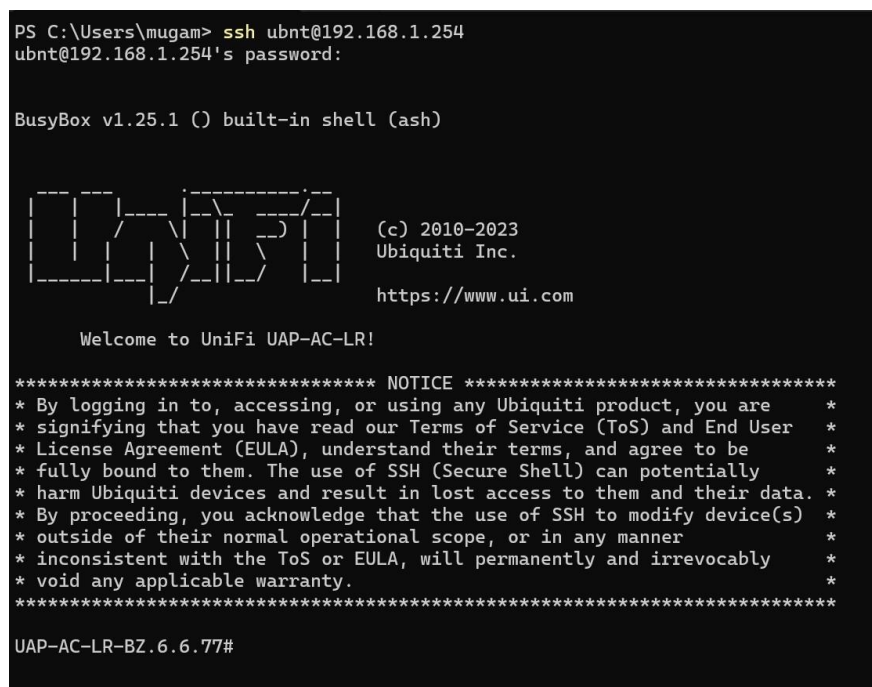 PS C:\Users\mugam> ssh ubnt@192.168.1.254
ubnt@192.168.1.254's password:
BusyBox v1.25.1 () built-in shell (ash)
UniFi
(c) 2010-2023
Ubiquiti Inc.
https://www.ui.com
Welcome to UniFi UAP-AC-LR!
********************************* NOTICE **********************************
* By logging in to, accessing, or using any Ubiquiti product, you are     *
* signifying that you have read our Terms of Service (ToS) and End User   *
* License Agreement (EULA), understand their terms, and agree to be       *
* fully bound to them. The use of SSH (Secure Shell) can potentially      *
* harm Ubiquiti devices and result in lost access to them and their data. *
* By proceeding, you acknowledge that the use of SSH to modify device(s)  *
* outside of their normal operational scope, or in any manner             *
* inconsistent with the ToS or EULA, will permanently and irrevocably     *
* void any applicable warranty.                                           *
***************************************************************************
UAP-AC-LR-BZ.6.6.77#